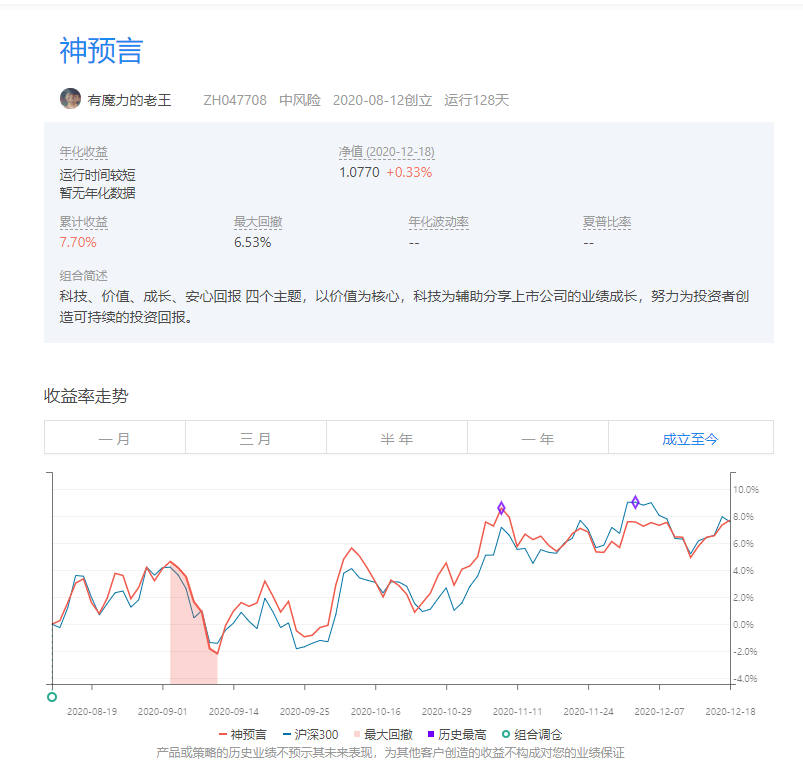 神预言
有魔力的老王 ZH047708 中风险 2020-08-12创立 运行128天
年化收益 净值 (2020-12-18)
运行时间较短 1.0770 +0.33%
暂无年化数据
累计收益 最大回撤 年化波动率 夏普比率
7.70% 6.53% -- --
组合简述
科技、价值、成长、安心回报 四个主题，以价值为核心，科技为辅助分享上市公司的业绩成长，努力为投资者创
造可持续的投资回报。
收益率走势
一月 三月 半年 一年 成立至今
10.0%
8.0%
6.0%
4.0%
2.0%
0.0%
-2.0%
-4.0%
2020-08-19 2020-09-01 2020-09-14 2020-09-25 2020-10-16 2020-10-29 2020-11-11 2020-11-24 2020-12-07 2020-12-18
神预言 沪深300 最大回撤 历史最高 组合调仓
产品或策略的历史业绩不预示其未来表现，为其他客户创造的收益不构成对您的业绩保证